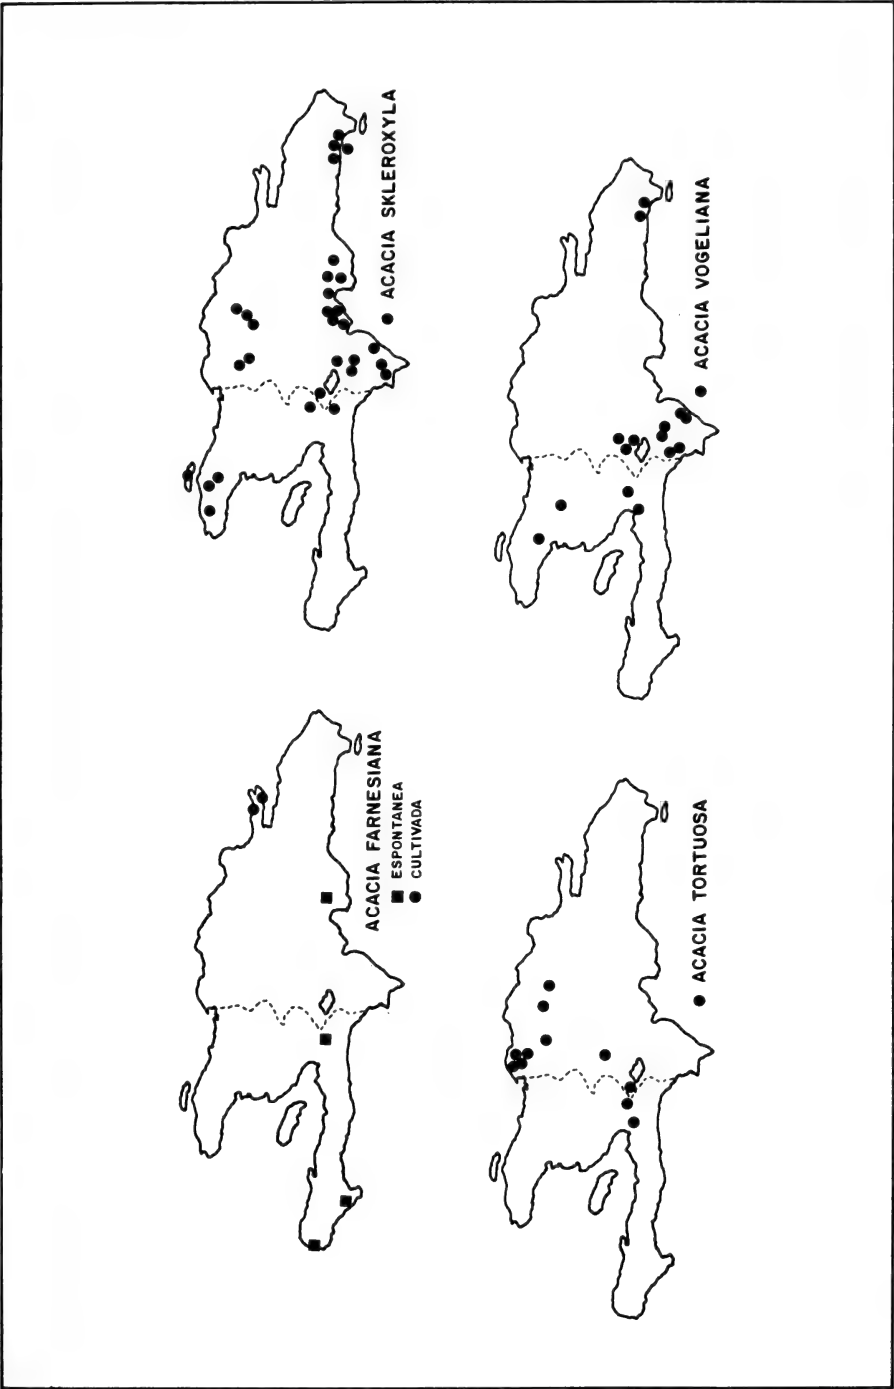 ACACIA SKLEROXYLA
ACACIA VOGELIANA
ACACIA FARNESIANA
ESPONTANEA
CULTIVADA
ACACIA TORTUOSA